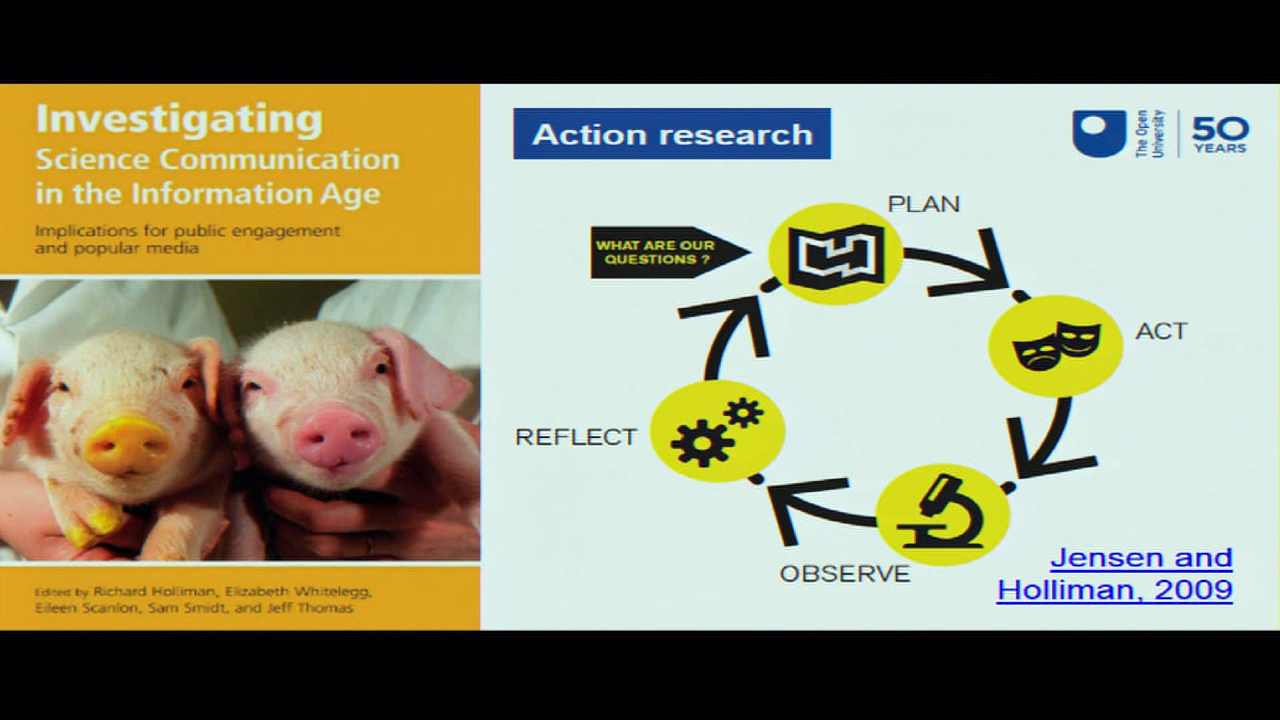 Investigating
Science Communication
in the Information Age
Implications for public engagement
and popular media
Edited by Richard Holliman, Elizabeth Whitelegg,
Eileen Scanlon, Sam Smidt, and Jeff Thomas
Action research
The Open
University
50
YEARS
PLAN
WHAT ARE OUR
QUESTIONS ?
ACT
REFLECT
OBSERVE
Jensen and
Holliman, 2009